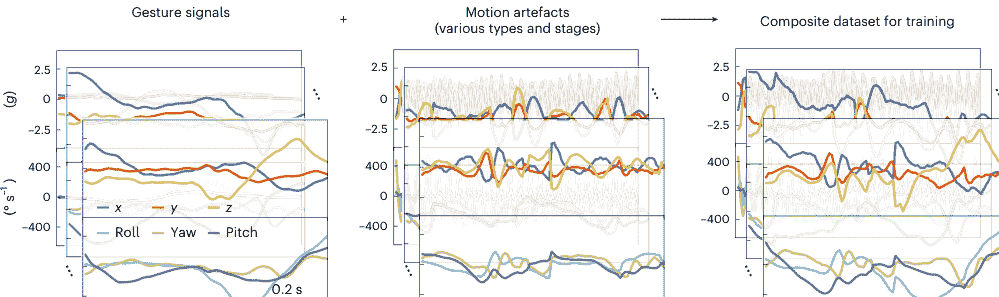 Gesture signals
+
Motion artefacts
(various types and stages)
Composite dataset for training
2.5
0
−2.5
400
0
−400
(g)
(° s⁻¹)
x y z
Roll Yaw Pitch
0.2 s
2.5
0
−2.5
400
0
−400
2.5
0
−2.5
400
0
−400